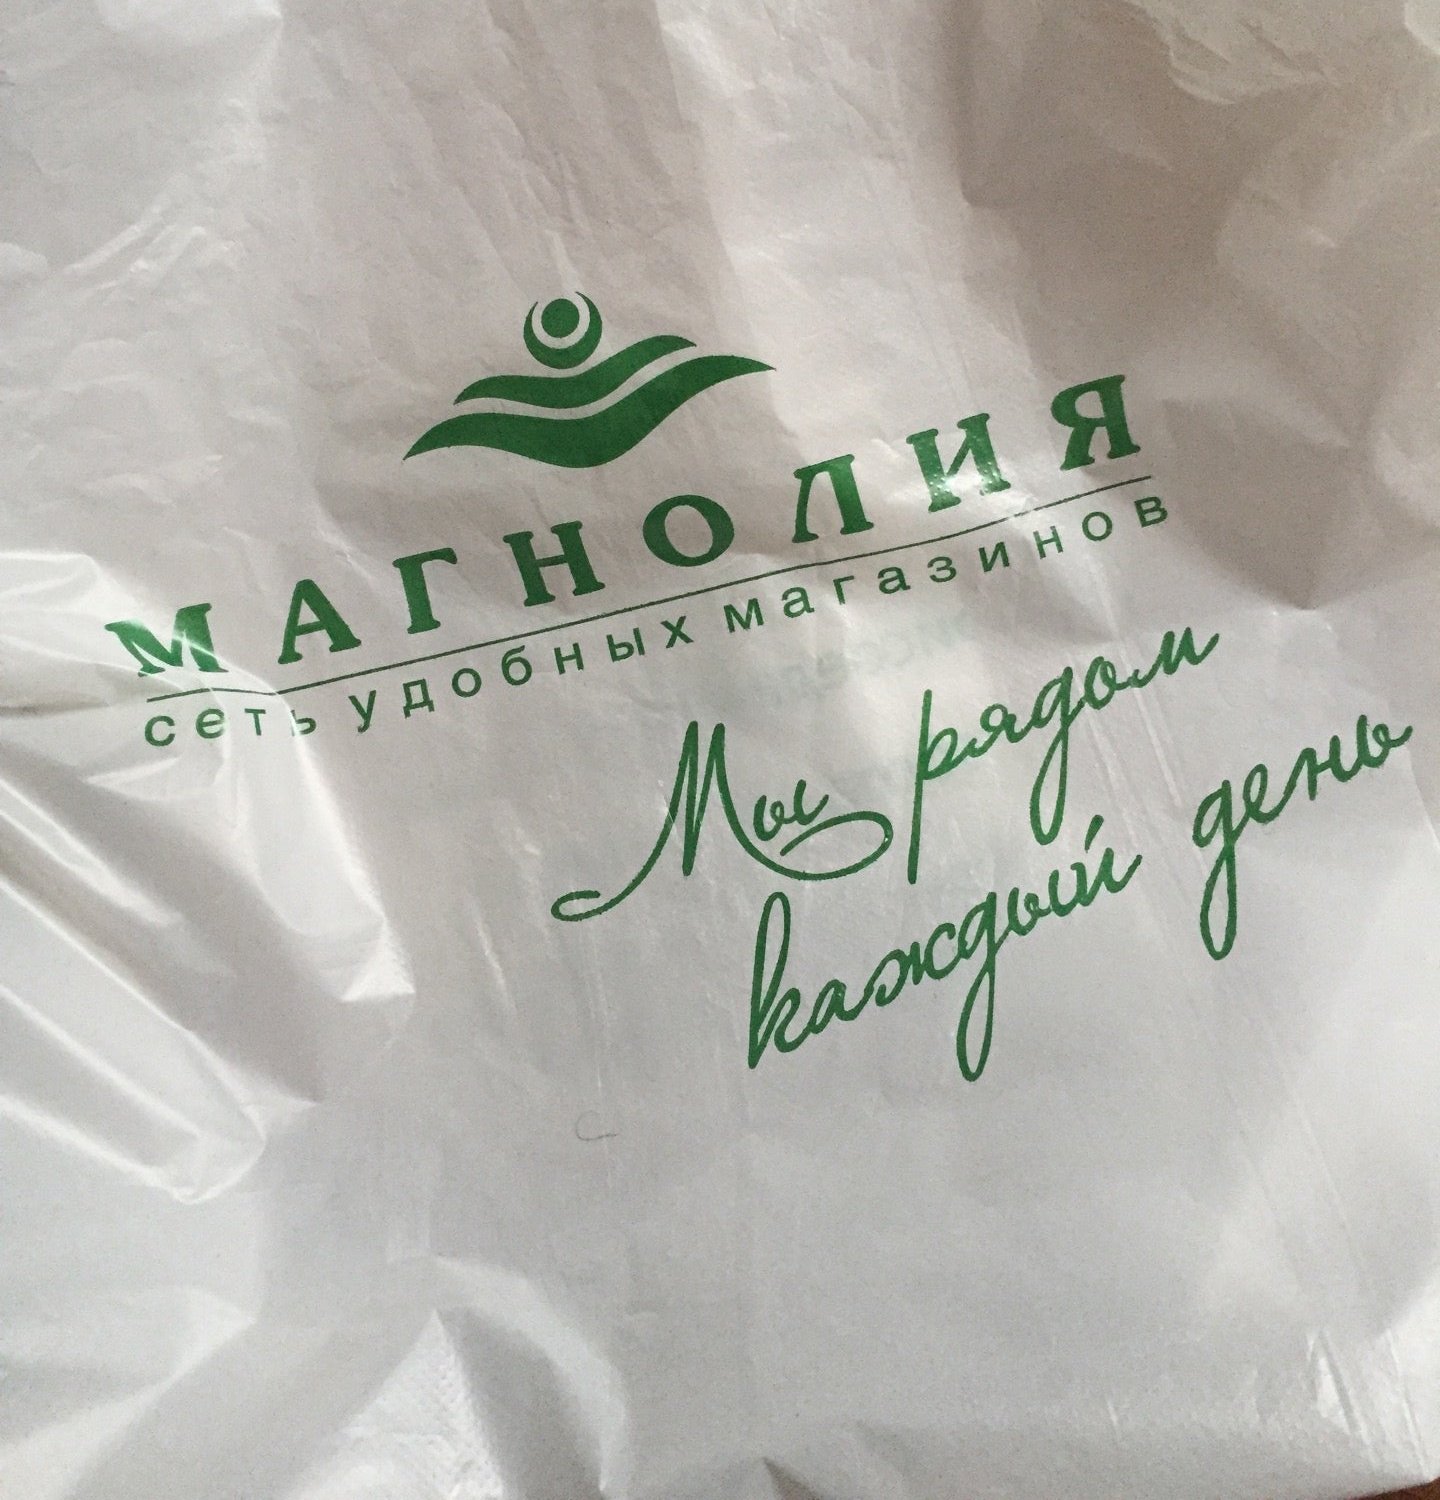 МАГНОЛИЯ
сеть удобных магазинов
Мы рядом
каждый день